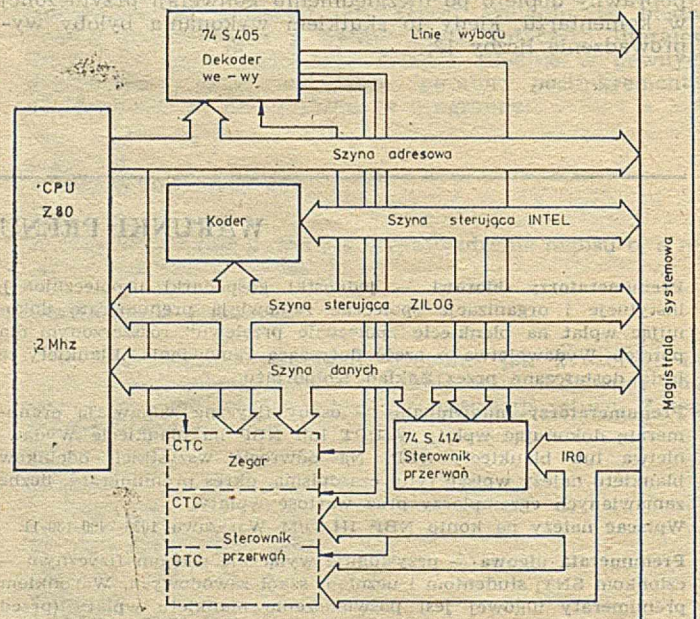 74 S 405
Dekoder
we - wy
Linie wyboru
Szyna adresowa
CPU
Z80
2 Mhz
Koder
Szyna sterująca INTEL
Szyna sterująca ZILOG
Szyna danych
Magistrala systemowa
CTC
Zegar
74 S 414
Sterownik
przerwań
IRQ
CTC
Sterownik
przerwań
CTC
WARUNKI